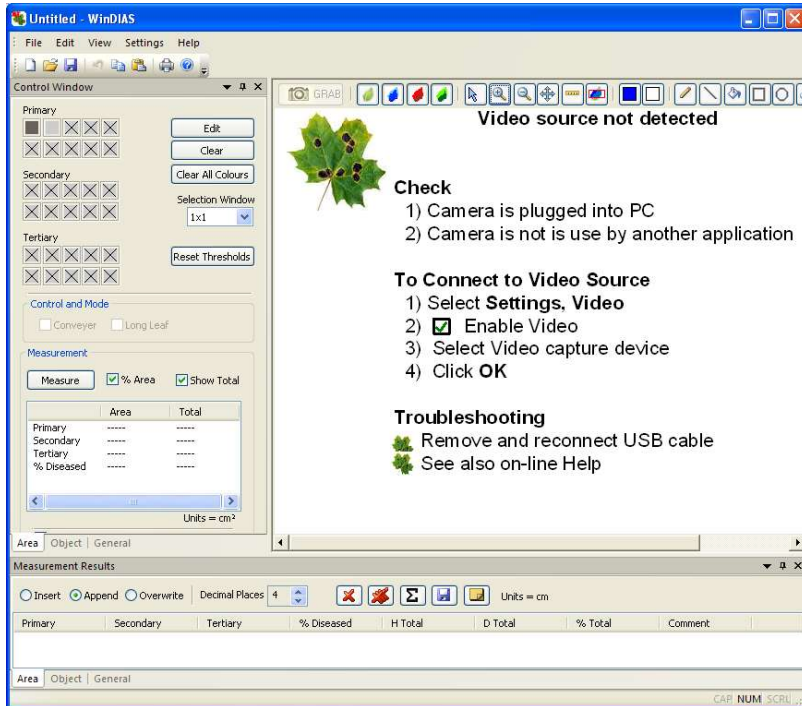 Untitled - WinDIAS
File Edit View Settings Help
Control Window
Primary
Edit
Clear
Secondary
Clear All Colours
Selection Window
1x1
Tertiary
Reset Thresholds
Control and Mode
Conveyer Long Leaf
Measurement
Measure % Area Show Total
Area Total
Primary ----- -----
Secondary ----- -----
Tertiary ----- -----
% Diseased ----- -----
Units = cm²
Area Object General
GRAB
Video source not detected
Check
1) Camera is plugged into PC
2) Camera is not is use by another application
To Connect to Video Source
1) Select Settings, Video
2) Enable Video
3) Select Video capture device
4) Click OK
Troubleshooting
Remove and reconnect USB cable
See also on-line Help
Measurement Results
Insert Append Overwrite Decimal Places 4 Σ Units = cm
Primary Secondary Tertiary % Diseased H Total D Total % Total Comment
Area Object General
CAP NUM SCRL